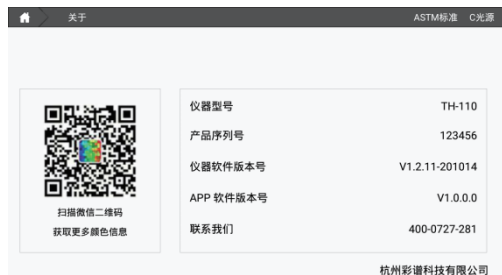 关于 ASTM标准 C光源
仪器型号 TH-110
产品序列号 123456
仪器软件版本号 V1.2.11-201014
APP 软件版本号 V1.0.0.0
联系我们 400-0727-281
扫描微信二维码
获取更多颜色信息
杭州彩谱科技有限公司